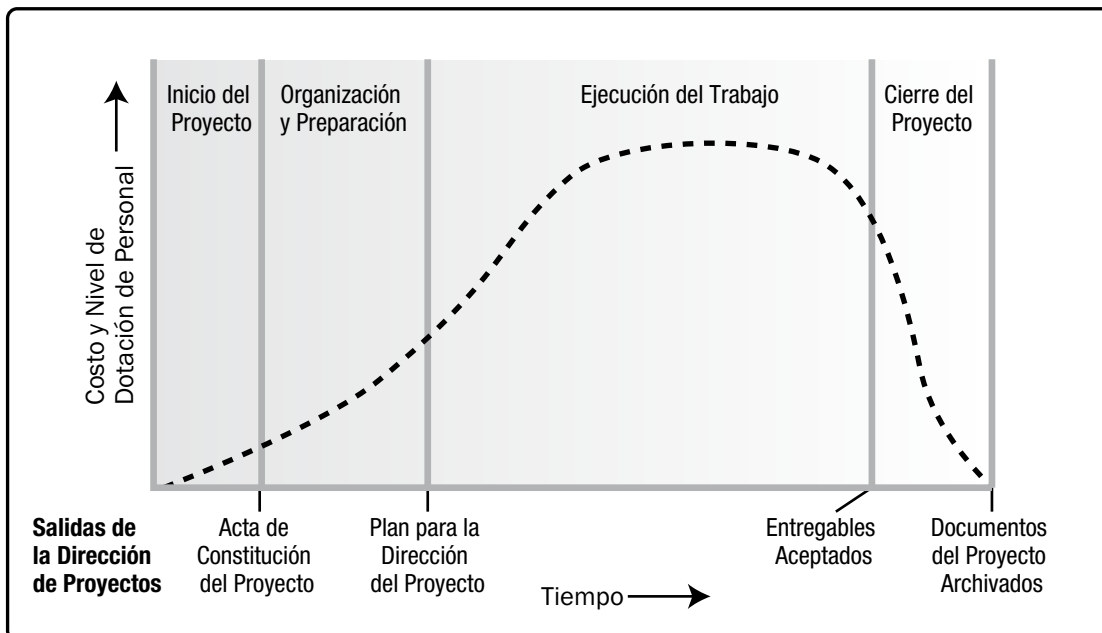 Inicio del
Proyecto
Organización
y Preparación
Ejecución del Trabajo
Cierre del
Proyecto
Costo y Nivel de
Dotación de Personal
Salidas de
la Dirección
de Proyectos
Acta de
Constitución
del Proyecto
Plan para la
Dirección
del Proyecto
Entregables
Aceptados
Documentos
del Proyecto
Archivados
Tiempo